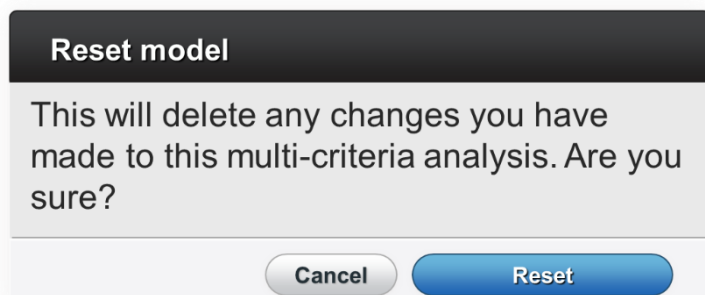 Reset model
This will delete any changes you have
made to this multi-criteria analysis. Are you
sure?
Cancel Reset